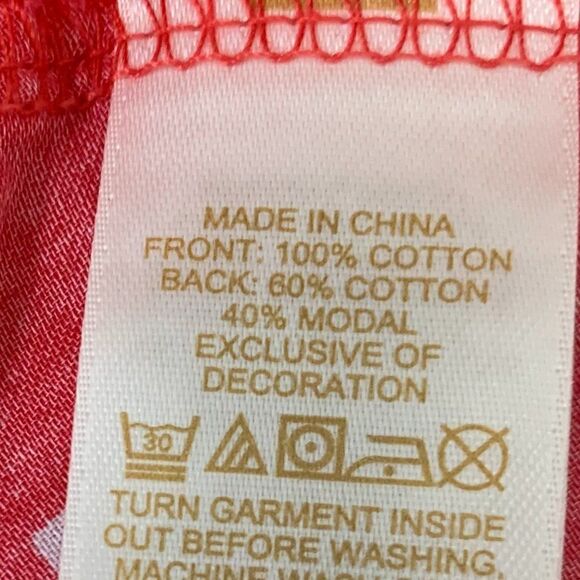 MADE IN CHINA
FRONT: 100% COTTON
BACK: 60% COTTON
40% MODAL
EXCLUSIVE OF
DECORATION
30
TURN GARMENT INSIDE
OUT BEFORE WASHING,
MACHINE